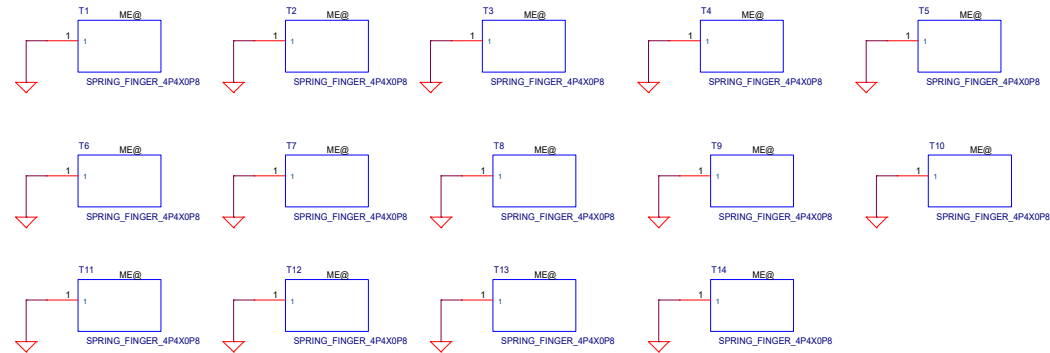 T1 ME@ T2 ME@ T3 ME@ T4 ME@ T5 ME@
1 1 1 1 1 1 1 1 1 1
SPRING_FINGER_4P4X0P8 SPRING_FINGER_4P4X0P8 SPRING_FINGER_4P4X0P8 SPRING_FINGER_4P4X0P8 SPRING_FINGER_4P4X0P8
T6 ME@ T7 ME@ T8 ME@ T9 ME@ T10 ME@
1 1 1 1 1 1 1 1 1 1
SPRING_FINGER_4P4X0P8 SPRING_FINGER_4P4X0P8 SPRING_FINGER_4P4X0P8 SPRING_FINGER_4P4X0P8 SPRING_FINGER_4P4X0P8
T11 ME@ T12 ME@ T13 ME@ T14 ME@
1 1 1 1 1 1 1 1
SPRING_FINGER_4P4X0P8 SPRING_FINGER_4P4X0P8 SPRING_FINGER_4P4X0P8 SPRING_FINGER_4P4X0P8